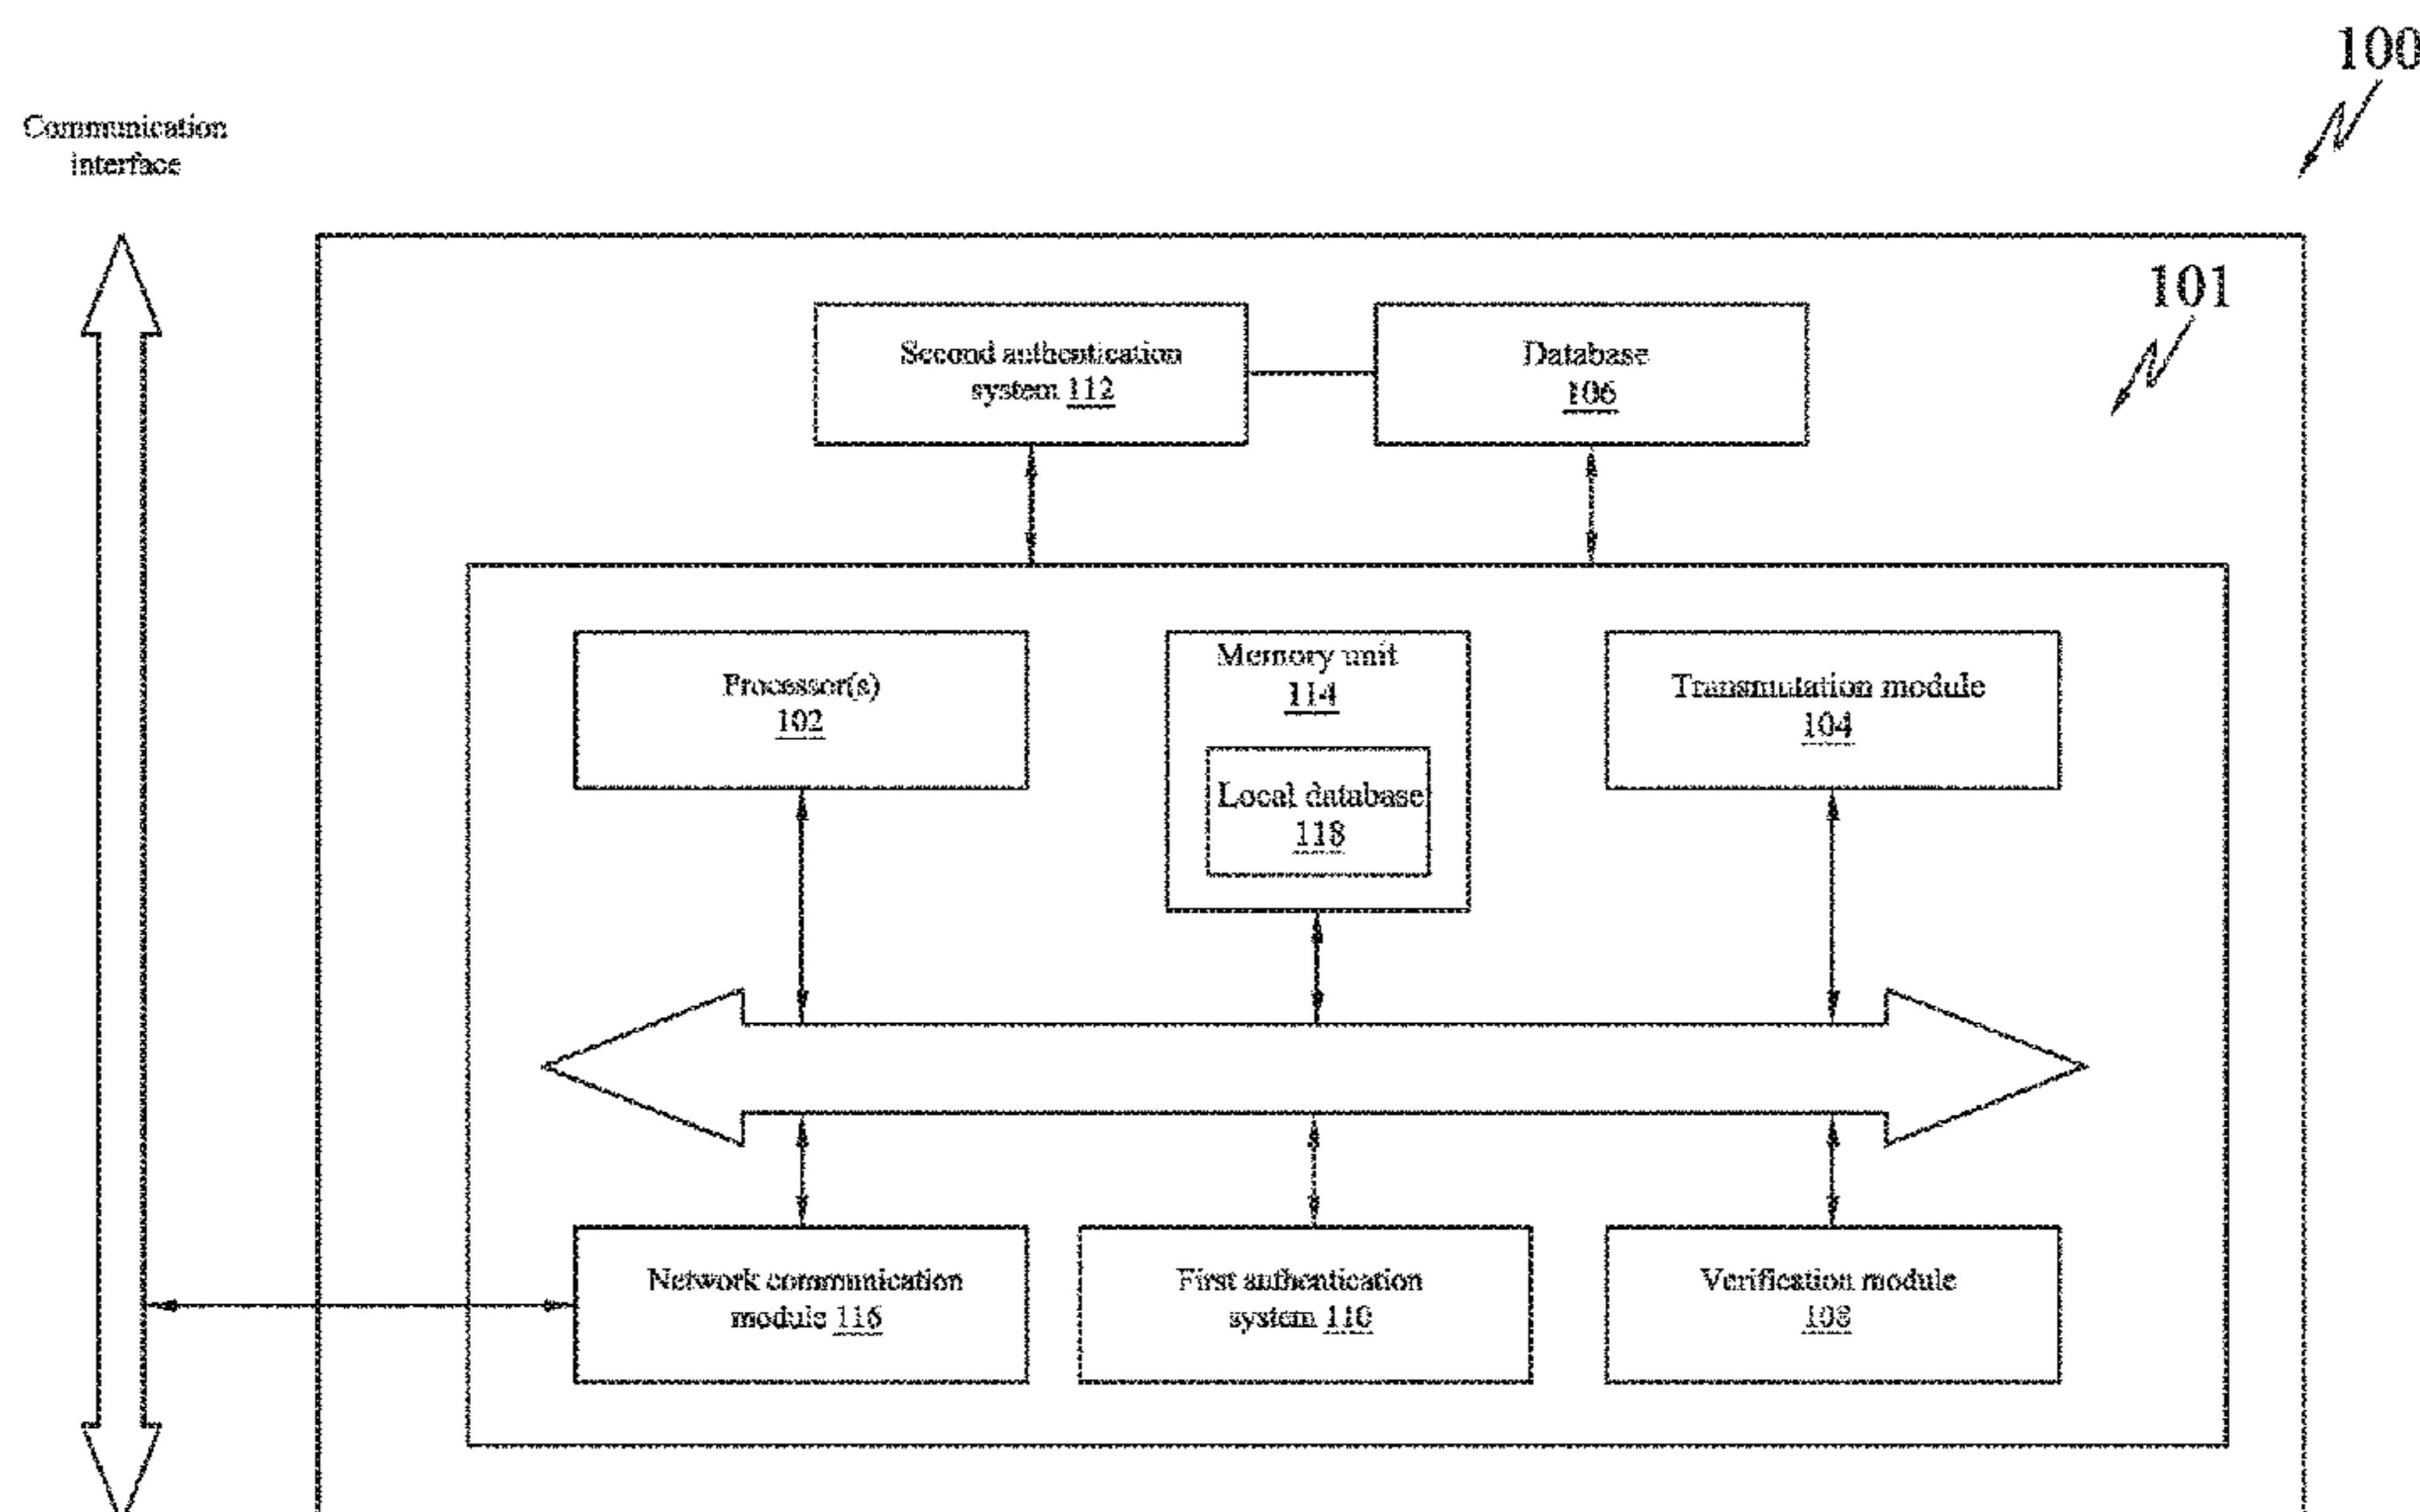 100
Communication
interface
101
Second authentication
system 112
Database
106
Processor(s)
102
Memory unit
114
Transmutation module
104
Local database
118
Network communication
module 116
First authentication
system 110
Verification module
108